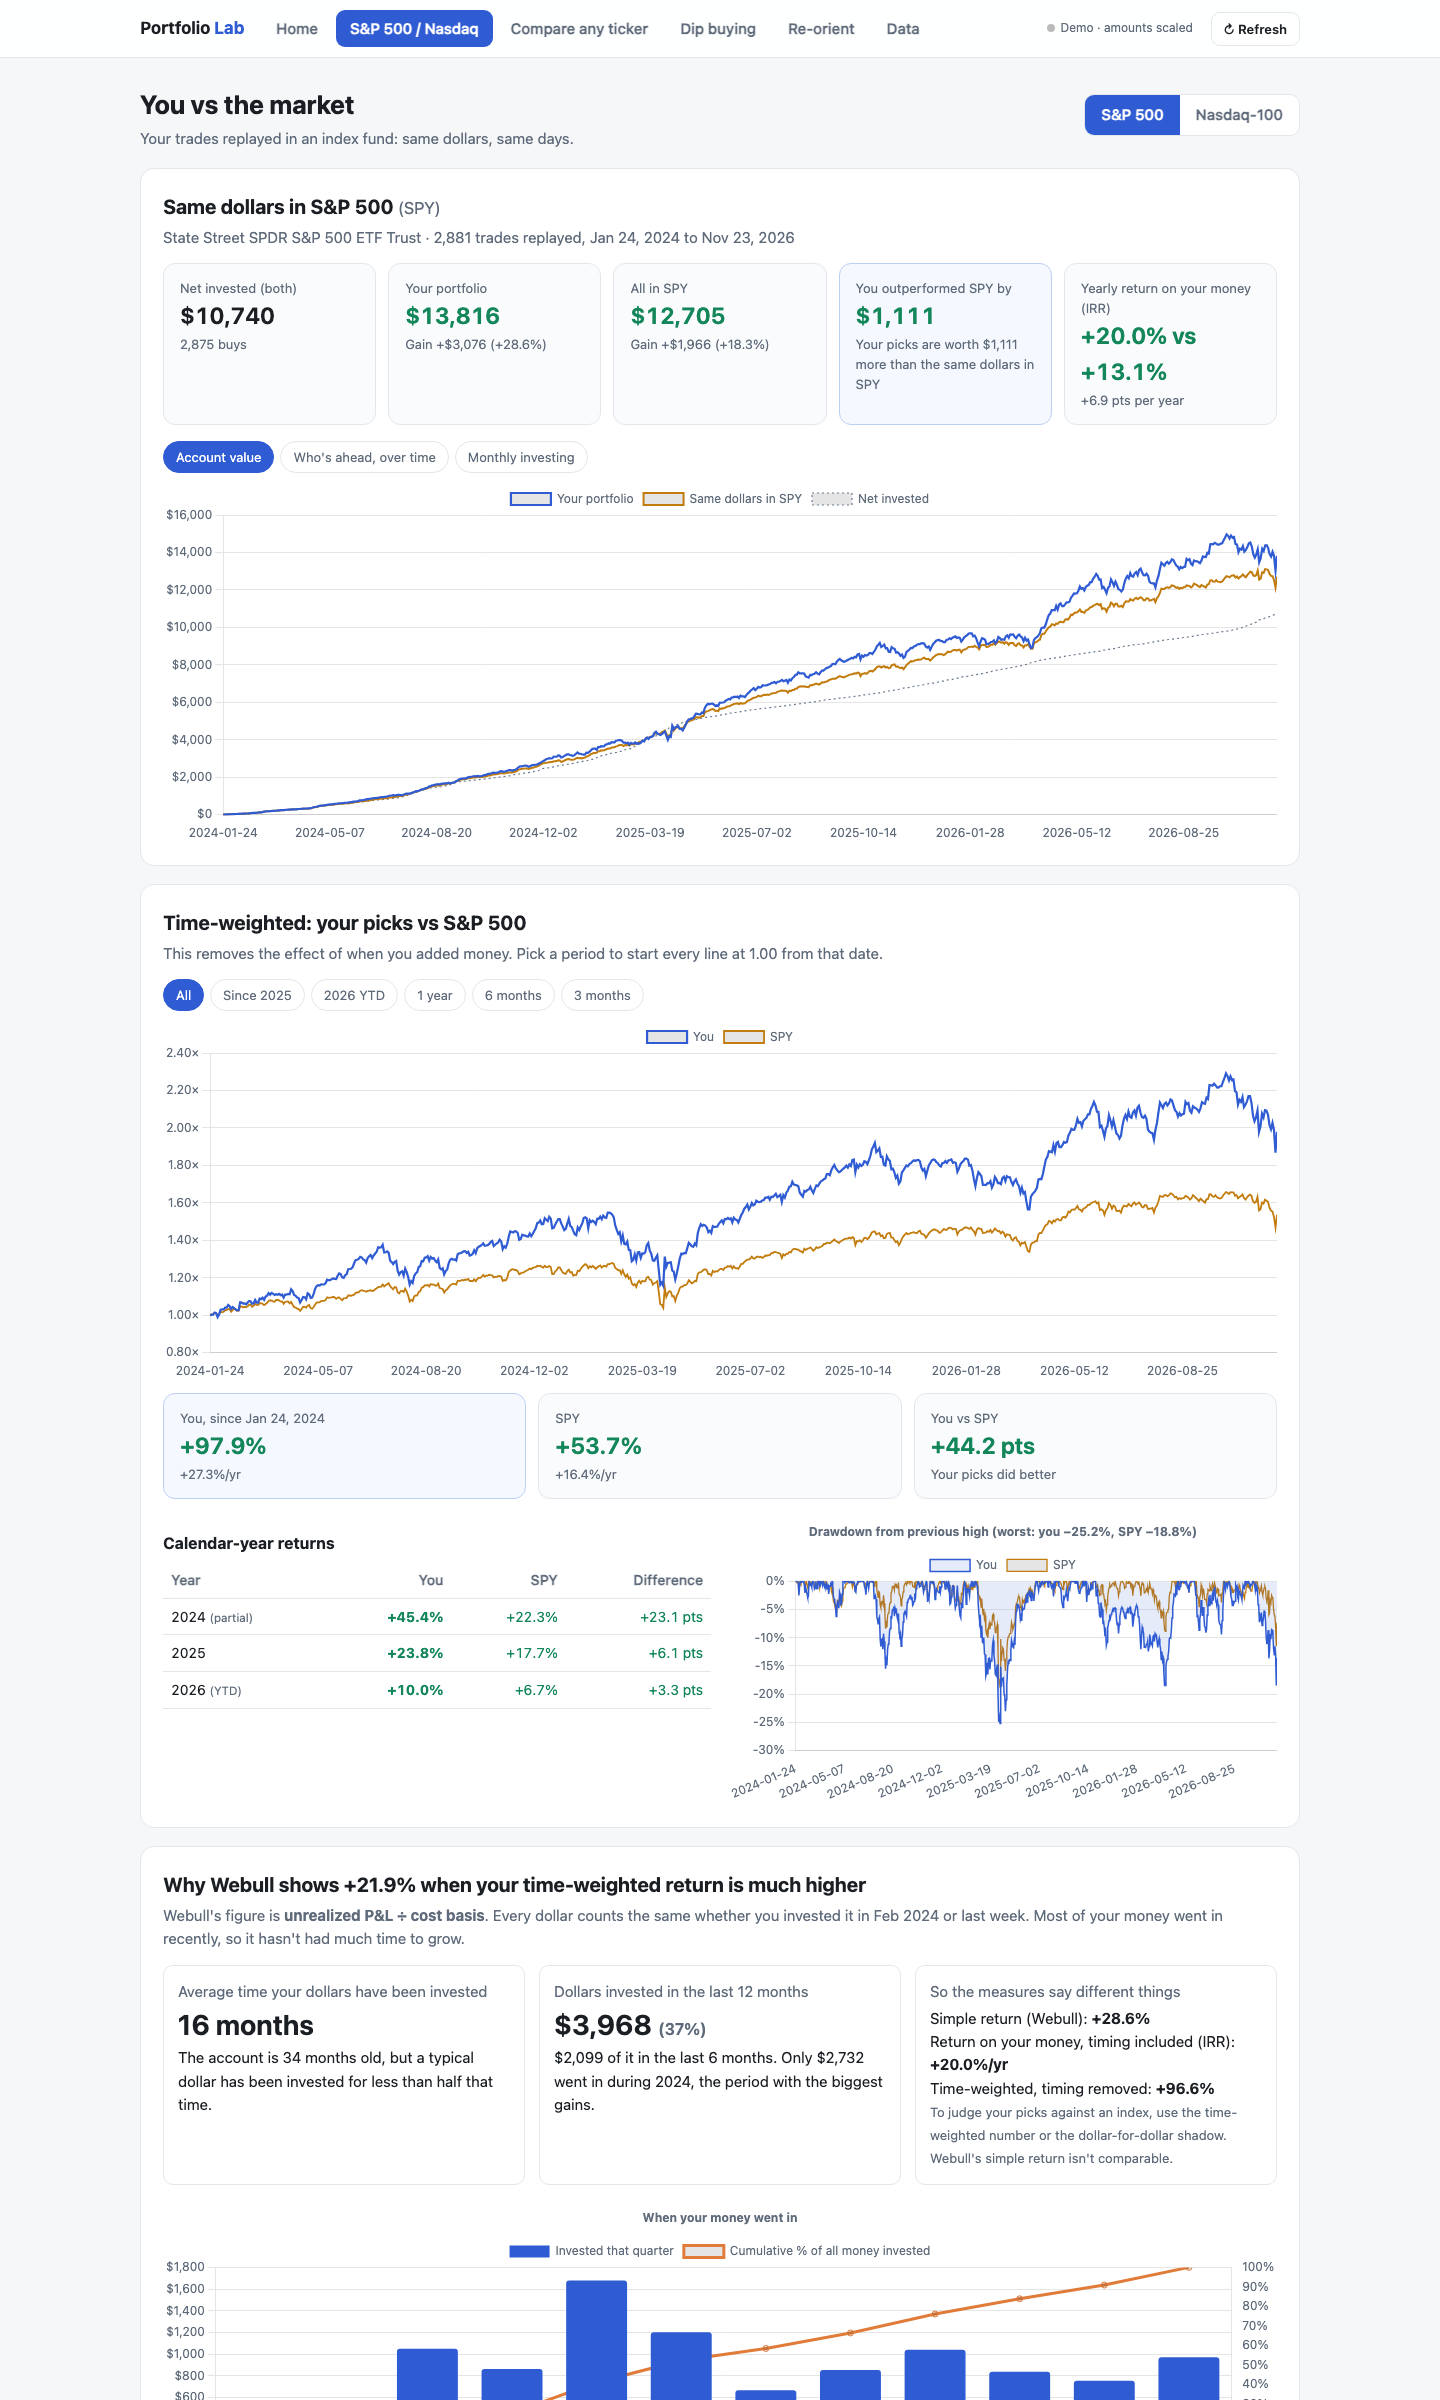 Portfolio Lab
Home
S&P 500 / Nasdaq
Compare any ticker
Dip buying
Re-orient
Data
Demo · amounts scaled
↻ Refresh
You vs the market
Your trades replayed in an index fund: same dollars, same days.
S&P 500
Nasdaq-100
Same dollars in S&P 500 (SPY)
State Street SPDR S&P 500 ETF Trust · 2,881 trades replayed, Jan 24, 2024 to Nov 23, 2026
Net invested (both)
$10,740
2,875 buys
Your portfolio
$13,816
Gain +$3,076 (+28.6%)
All in SPY
$12,705
Gain +$1,966 (+18.3%)
You outperformed SPY by
$1,111
Your picks are worth $1,111
more than the same dollars in
SPY
Yearly return on your money
(IRR)
+20.0% vs
+13.1%
+6.9 pts per year
Account value
Who's ahead, over time
Monthly investing
Your portfolio
Same dollars in SPY
Net invested
$16,000
$14,000
$12,000
$10,000
$8,000
$6,000
$4,000
$2,000
$0
2024-01-24
2024-05-07
2024-08-20
2024-12-02
2025-03-19
2025-07-02
2025-10-14
2026-01-28
2026-05-12
2026-08-25
Time-weighted: your picks vs S&P 500
This removes the effect of when you added money. Pick a period to start every line at 1.00 from that date.
All
Since 2025
2026 YTD
1 year
6 months
3 months
You
SPY
2.40×
2.20×
2.00×
1.80×
1.60×
1.40×
1.20×
1.00×
0.80×
2024-01-24
2024-05-07
2024-08-20
2024-12-02
2025-03-19
2025-07-02
2025-10-14
2026-01-28
2026-05-12
2026-08-25
You, since Jan 24, 2024
+97.9%
+27.3%/yr
SPY
+53.7%
+16.4%/yr
You vs SPY
+44.2 pts
Your picks did better
Calendar-year returns
Year You SPY Difference
2024 (partial) +45.4% +22.3% +23.1 pts
2025 +23.8% +17.7% +6.1 pts
2026 (YTD) +10.0% +6.7% +3.3 pts
Drawdown from previous high (worst: you −25.2%, SPY −18.8%)
You
SPY
0%
-5%
-10%
-15%
-20%
-25%
-30%
2024-01-24
2024-05-07
2024-08-20
2024-12-02
2025-03-19
2025-07-02
2025-10-14
2026-01-28
2026-05-12
2026-08-25
Why Webull shows +21.9% when your time-weighted return is much higher
Webull's figure is unrealized P&L ÷ cost basis. Every dollar counts the same whether you invested it in Feb 2024 or last week. Most of your money went in
recently, so it hasn't had much time to grow.
Average time your dollars have been invested
16 months
The account is 34 months old, but a typical
dollar has been invested for less than half that
time.
Dollars invested in the last 12 months
$3,968 (37%)
$2,099 of it in the last 6 months. Only $2,732
went in during 2024, the period with the biggest
gains.
So the measures say different things
Simple return (Webull): +28.6%
Return on your money, timing included (IRR):
+20.0%/yr
Time-weighted, timing removed: +96.6%
To judge your picks against an index, use the time-
weighted number or the dollar-for-dollar shadow.
Webull's simple return isn't comparable.
When your money went in
Invested that quarter
Cumulative % of all money invested
$1,800
$1,600
$1,400
$1,200
$1,000
$800
$600
100%
90%
80%
70%
60%
50%
40%